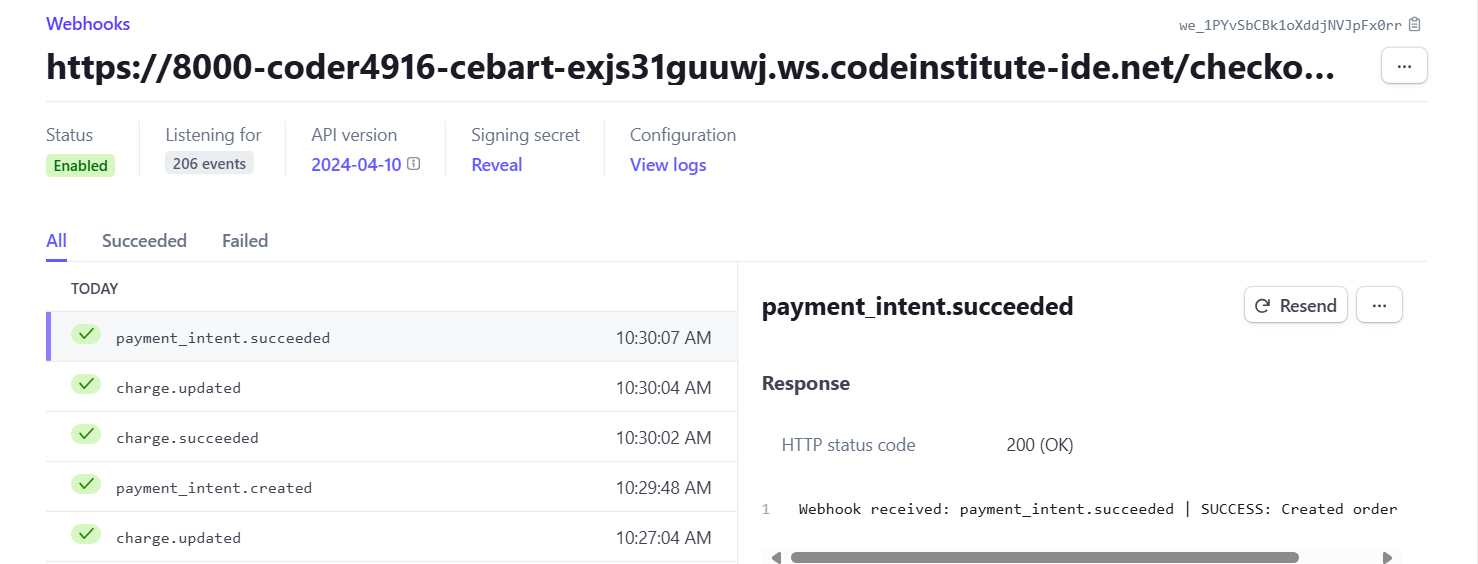 Webhooks
we_1PYvSbCBk1oXddjNVJpFx0rr
https://8000-coder4916-cebart-exjs31guuwj.ws.codeinstitute-ide.net/checko...
Status
Listening for
API version
Signing secret
Configuration
Enabled
206 events
2024-04-10
Reveal
View logs
All
Succeeded
Failed
TODAY
payment_intent.succeeded 10:30:07 AM
charge.updated 10:30:04 AM
charge.succeeded 10:30:02 AM
payment_intent.created 10:29:48 AM
charge.updated 10:27:04 AM
payment_intent.succeeded
Resend
Response
HTTP status code 200 (OK)
1 Webhook received: payment_intent.succeeded | SUCCESS: Created order